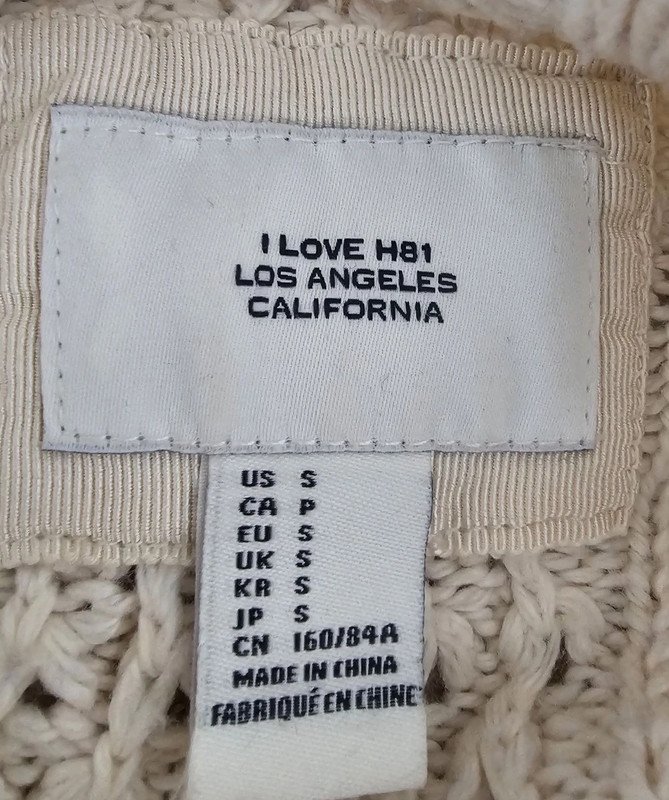 I LOVE H81
LOS ANGELES
CALIFORNIA
US S
CA P
EU S
UK S
KR S
JP S
CN 160/84A
MADE IN CHINA
FABRIQUÉ EN CHINE